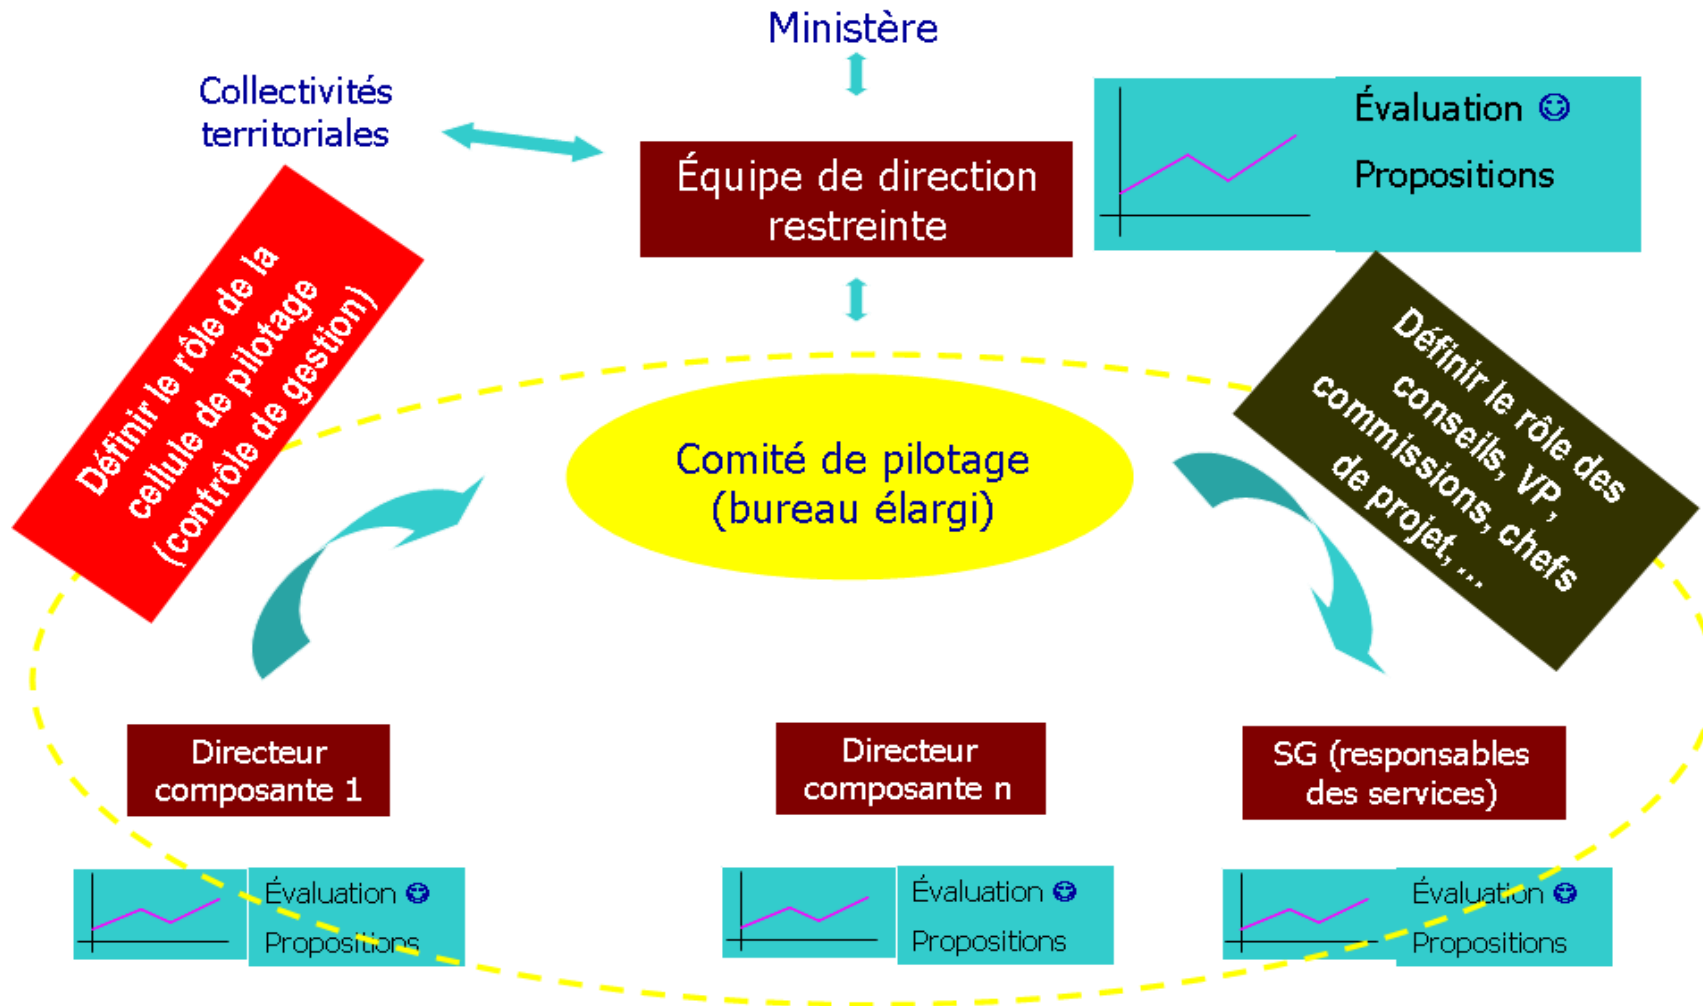 Ministère
Collectivités
territoriales
Équipe de direction
restreinte
Évaluation ☺
Propositions
Définir le rôle de la
cellule de pilotage
(contrôle de gestion)
Définir le rôle des
conseils, VP,
commissions, chefs
de projet, ...
Comité de pilotage
(bureau élargi)
Directeur
composante 1
Directeur
composante n
SG (responsables
des services)
Évaluation ☺
Propositions
Évaluation ☺
Propositions
Évaluation ☺
Propositions